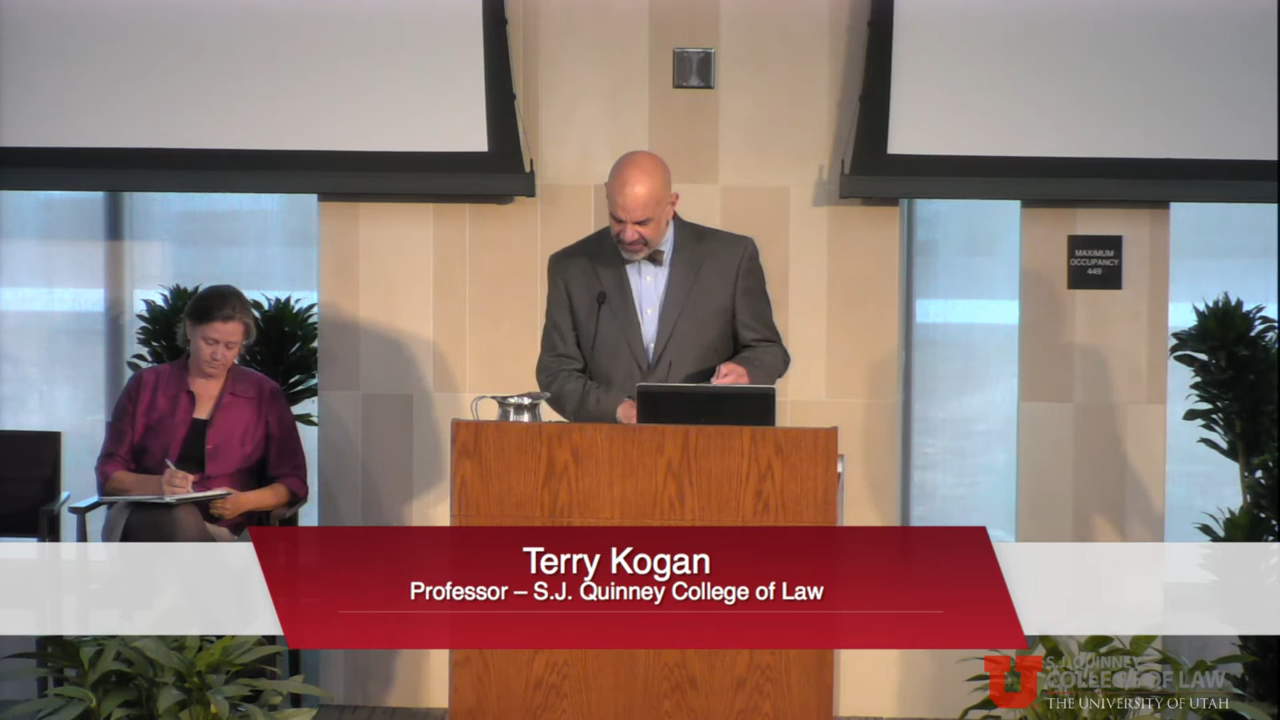 MAXIMUM
OCCUPANCY
449
Terry Kogan
Professor – S.J. Quinney College of Law
U
S.J. QUINNEY
COLLEGE OF LAW
THE UNIVERSITY OF UTAH